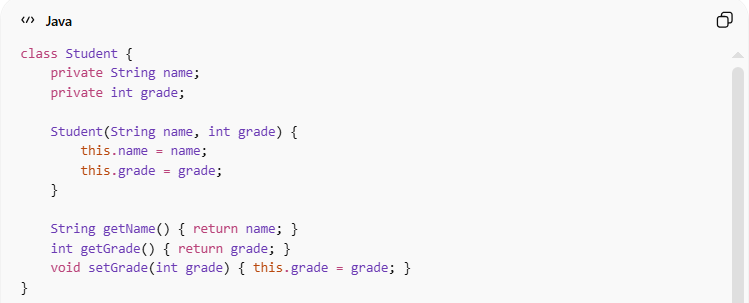 </> Java
class Student {
    private String name;
    private int grade;

    Student(String name, int grade) {
        this.name = name;
        this.grade = grade;
    }

    String getName() { return name; }
    int getGrade() { return grade; }
    void setGrade(int grade) { this.grade = grade; }
}